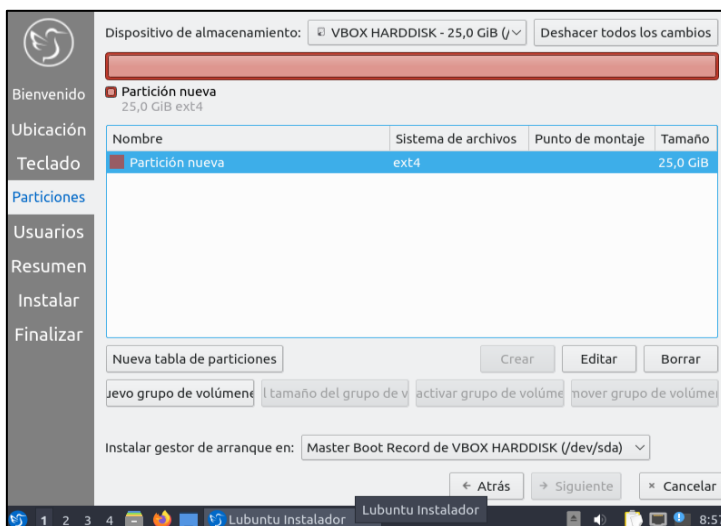 Dispositivo de almacenamiento: VBOX HARDDISK - 25,0 GiB (/ Deshacer todos los cambios
Partición nueva
25,0 GiB ext4
Bienvenido
Ubicación
Teclado
Particiones
Usuarios
Resumen
Instalar
Finalizar
Nombre Sistema de archivos Punto de montaje Tamaño
Partición nueva ext4 25,0 GiB
Nueva tabla de particiones Crear Editar Borrar
uevo grupo de volúmene l tamaño del grupo de v activar grupo de volúme nover grupo de volúmei
Instalar gestor de arranque en: Master Boot Record de VBOX HARDDISK (/dev/sda)
Atrás Siguiente Cancelar
Lubuntu Instalador
1 2 3 4 Lubuntu Instalador 8:5